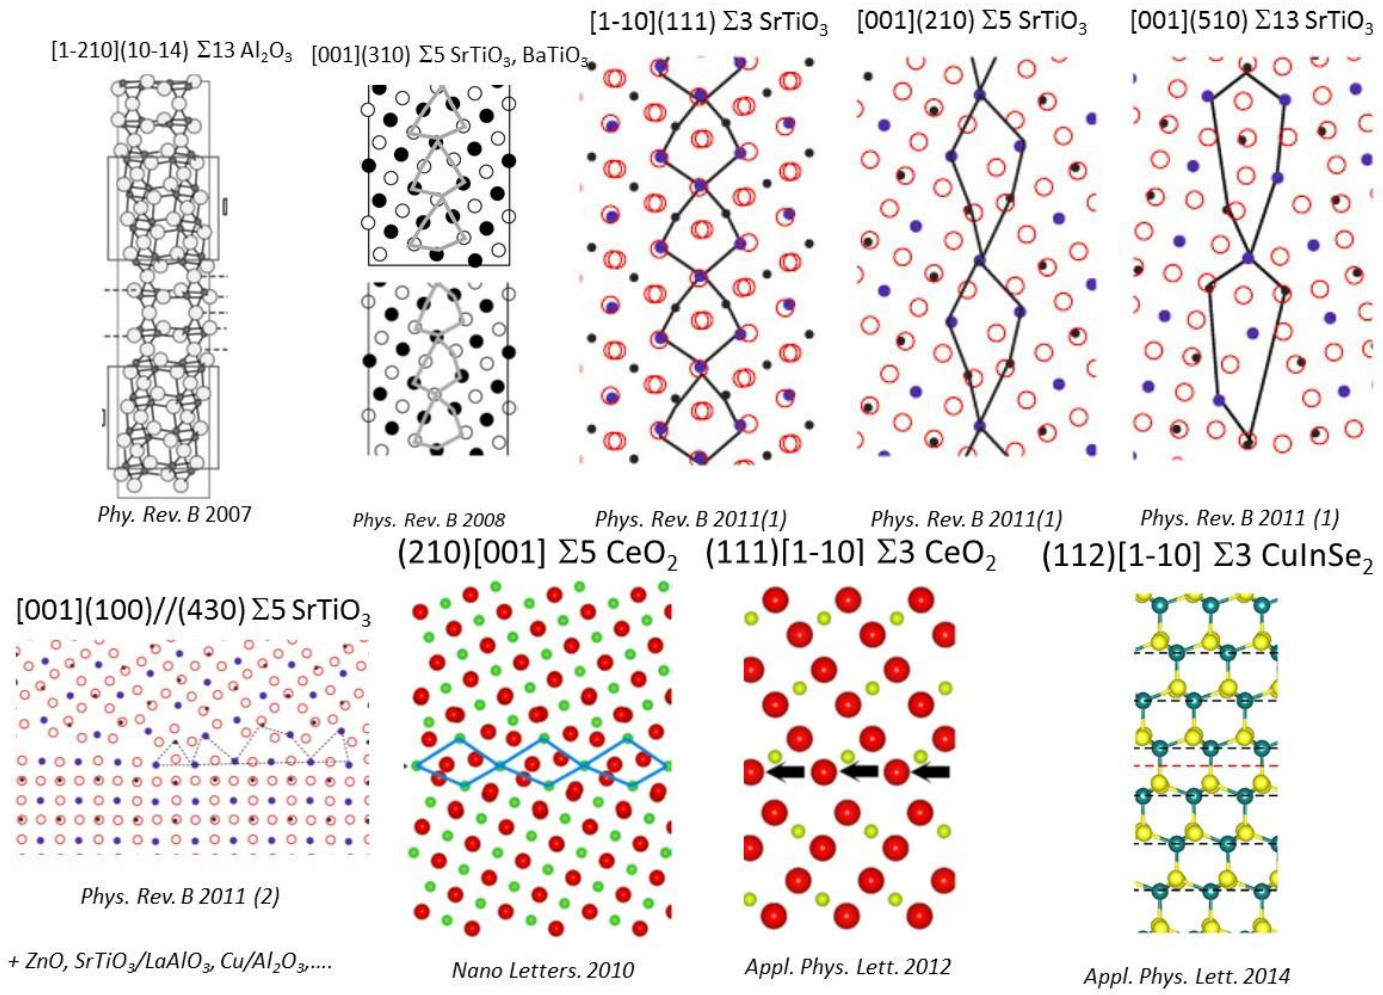 [1-210](10-14) Σ13 Al₂O₃
[001](310) Σ5 SrTiO₃, BaTiO₃
[1-10](111) Σ3 SrTiO₃
[001](210) Σ5 SrTiO₃
[001](510) Σ13 SrTiO₃
Phy. Rev. B 2007
Phys. Rev. B 2008
Phys. Rev. B 2011(1)
Phys. Rev. B 2011(1)
Phys. Rev. B 2011 (1)
[001](100)//(430) Σ5 SrTiO₃
(210)[001] Σ5 CeO₂
(111)[1-10] Σ3 CeO₂
(112)[1-10] Σ3 CuInSe₂
Phys. Rev. B 2011 (2)
+ ZnO, SrTiO₃/LaAlO₃, Cu/Al₂O₃,....
Nano Letters. 2010
Appl. Phys. Lett. 2012
Appl. Phys. Lett. 2014